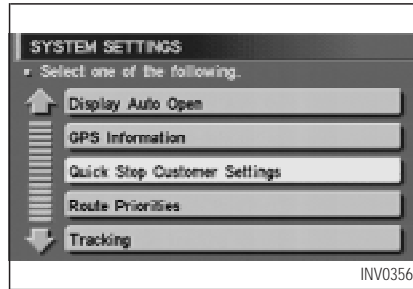 SYSTEM SETTINGS
Select one of the following.
Display Auto Open
GPS Information
Quick Stop Customer Settings
Route Priorities
Tracking
INV0356